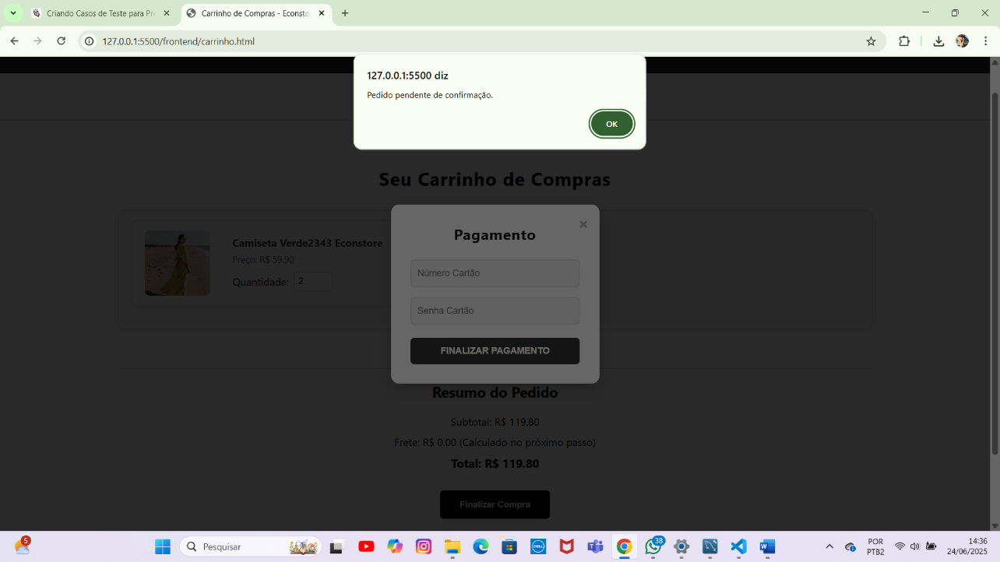 Criando Casos de Teste para Pro
Carrinho de Compras - Econsto
127.0.0.1:5500/frontend/carrinho.html
127.0.0.1:5500 diz
Pedido pendente de confirmação.
OK
Seu Carrinho de Compras
Camiseta Verde2343 Econstore
Preço: R$ 59.90
Quantidade: 2
Pagamento
Número Cartão
Senha Cartão
FINALIZAR PAGAMENTO
Resumo do Pedido
Subtotal: R$ 119.80
Frete: R$ 0.00 (Calculado no próximo passo)
Total: R$ 119.80
Finalizar Compra
5
Pesquisar
DELL
38
POR
PTB2
14:36
24/06/2025